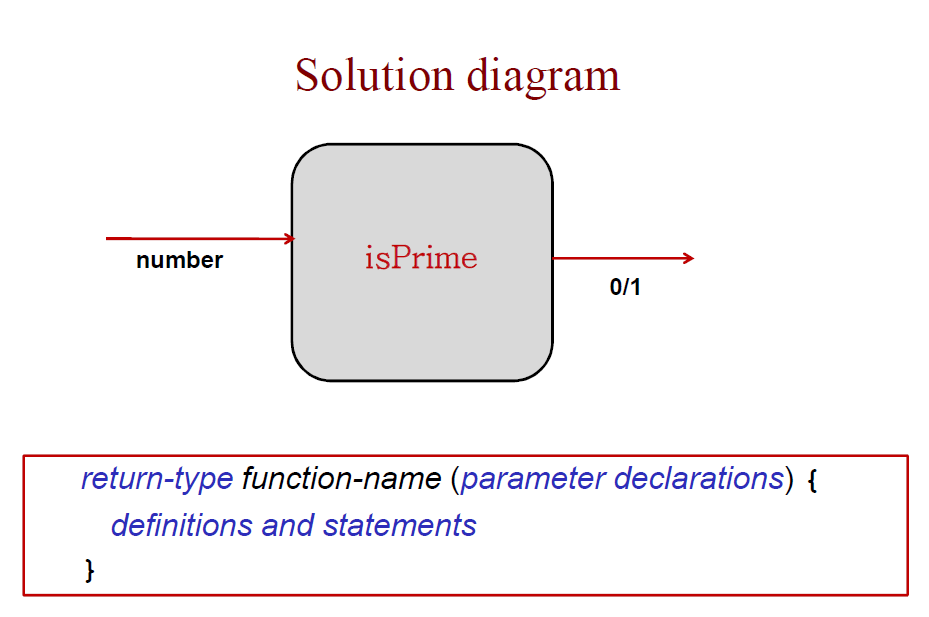 Solution diagram
number
isPrime
0/1
return-type function-name (parameter declarations) {
definitions and statements
}